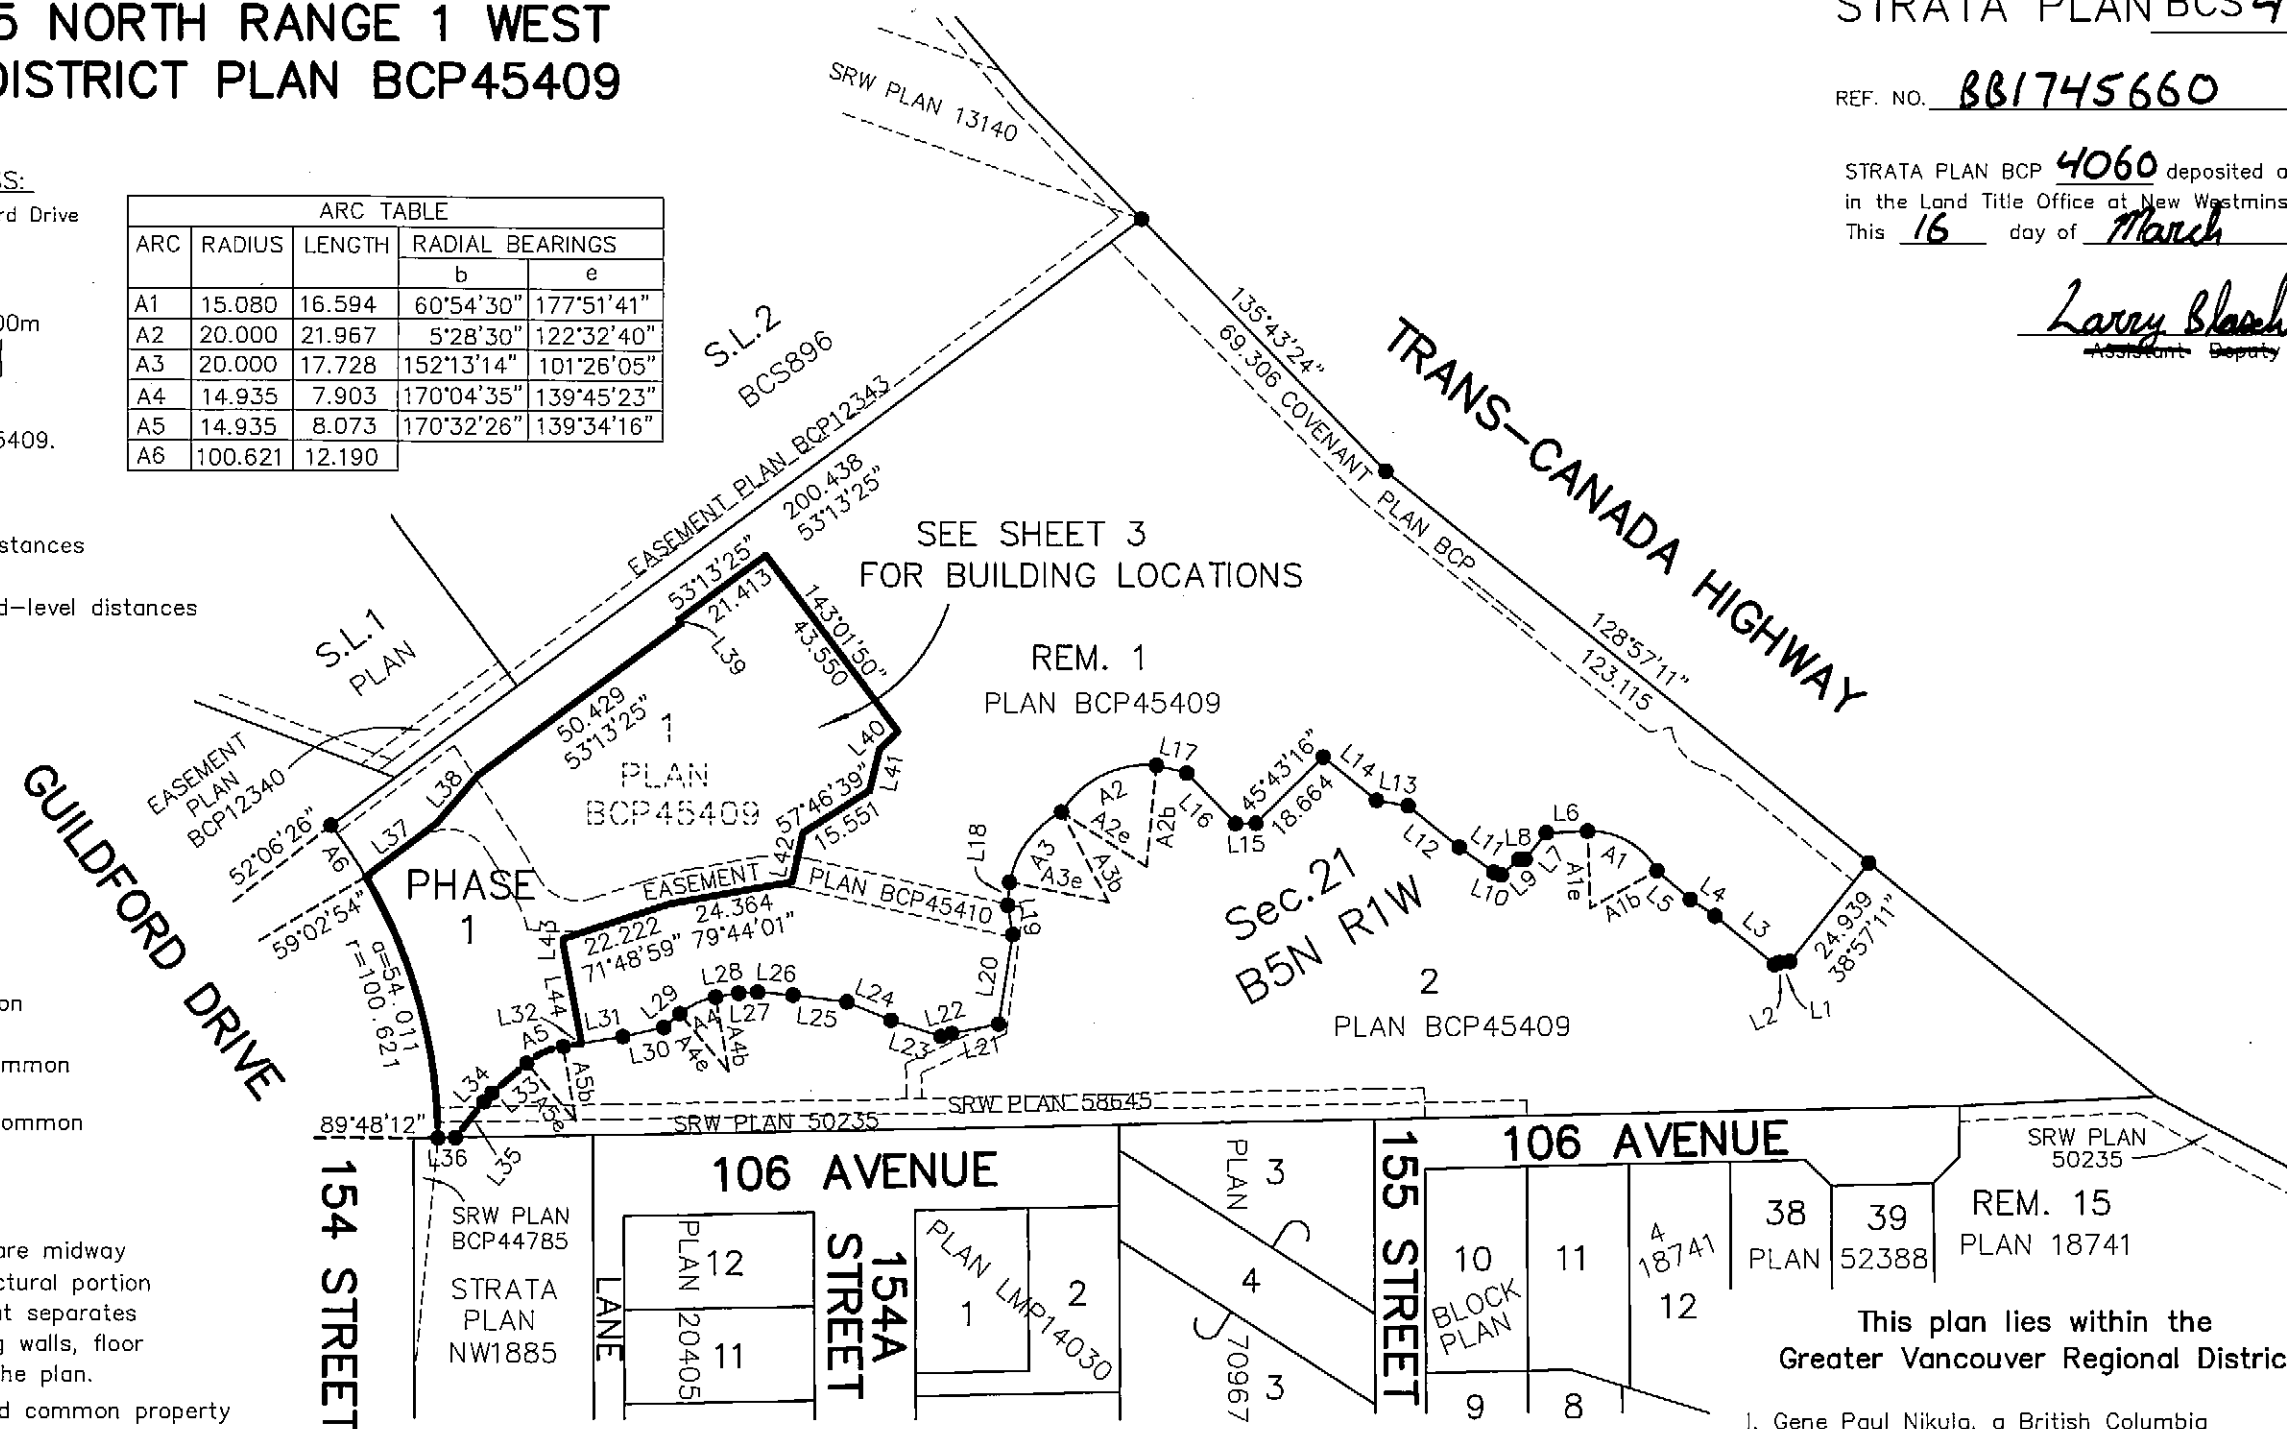 5 NORTH RANGE 1 WEST
DISTRICT PLAN BCP45409
STRATA PLAN BCS 4
REF. NO. BB1745660
STRATA PLAN BCP 4060 deposited a
in the Land Title Office at New Westmins
This 16 day of March
Larry Blasch
Assistant Deputy
SS:
rd Drive
00m
5409.
stances
d-level distances
ARC TABLE
ARC RADIUS LENGTH RADIAL BEARINGS
b e
A1 15.080 16.594 60°54'30" 177°51'41"
A2 20.000 21.967 5°28'30" 122°32'40"
A3 20.000 17.728 152°13'14" 101°26'05"
A4 14.935 7.903 170°04'35" 139°45'23"
A5 14.935 8.073 170°32'26" 139°34'16"
A6 100.621 12.190
SRW PLAN 13140
S.L.2
BCS896
EASEMENT PLAN BCP12343
200.438
53°13'25"
135°43'24"
69.306 COVENANT PLAN BCP
TRANS-CANADA HIGHWAY
128°57'11"
123.115
SEE SHEET 3
FOR BUILDING LOCATIONS
REM. 1
PLAN BCP45409
S.L.1
PLAN
EASEMENT
PLAN
BCP12340
53°13'25"
21.413
L39
143°01'50"
43.550
50.429
53°13'25"
1
PLAN
BCP45409
L40
L41
57°46'39"
15.551
L42
L38
L37
A6
52°06'26"
59°02'54"
GUILDFORD DRIVE
a=54.011
r=100.621
PHASE
1
EASEMENT PLAN BCP45410
24.364
79°44'01"
22.222
71°48'59"
L43
L44
L32
A5
L31
L30
L29
A4
L28
L27
L26
L25
L24
L23
L22
L21
L20
L19
L18
A4b
A4e
A5b
A5e
L33
L34
L35
L36
89°48'12"
A3
A3e
A3b
A2
A2e
A2b
L17
L16
L15
45°43'16"
18.664
L14
L13
L12
L11
L10
L9
L8
L7
L6
A1
A1e
A1b
L5
L4
L3
L2
L1
24.939
38°57'11"
Sec.21
B5N R1W
2
PLAN BCP45409
SRW PLAN 58645
SRW PLAN 50235
106 AVENUE
106 AVENUE
SRW PLAN
50235
154 STREET
SRW PLAN
BCP44785
STRATA
PLAN
NW1885
LANE
PLAN 20405
12
11
154A
STREET
PLAN LMP14030
1
2
PLAN
3
4
70967
3
155 STREET
10
BLOCK
PLAN
9
11
8
4
18741
12
38
PLAN
39
52388
REM. 15
PLAN 18741
This plan lies within the
Greater Vancouver Regional Distric
I, Gene Paul Nikula, a British Columbia
on
mmon
ommon
are midway
ctural portion
at separates
g walls, floor
he plan.
d common property